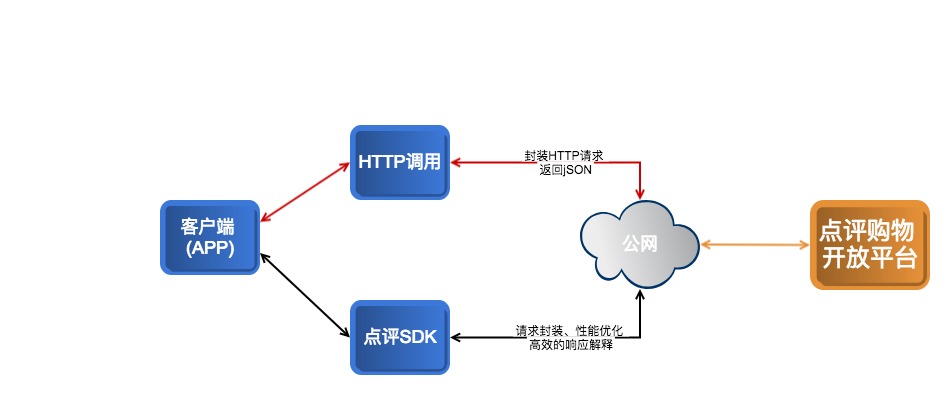 HTTP调用
封装HTTP请求
返回jSON
客户端
(APP)
公网
点评购物
开放平台
点评SDK
请求封装、性能优化
高效的响应解释